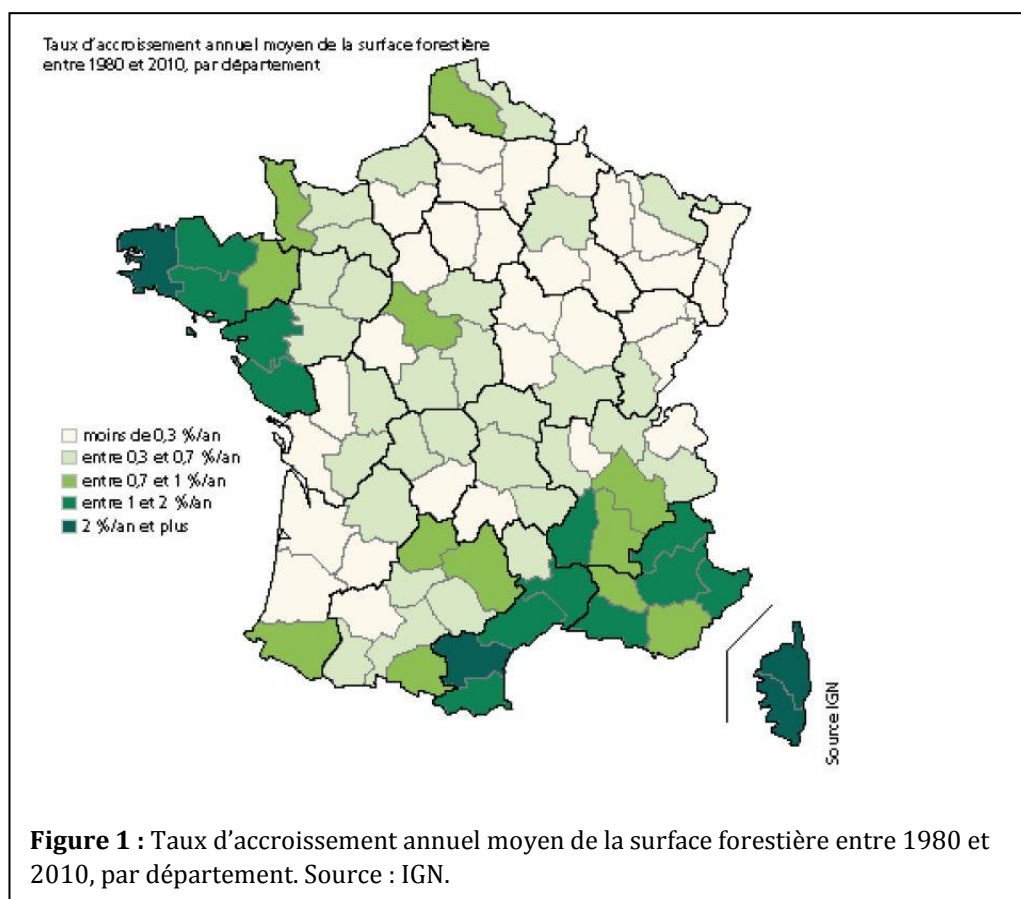 Taux d'accroissement annuel moyen de la surface forestière
entre 1980 et 2010, par département
moins de 0,3 %/an
entre 0,3 et 0,7 %/an
entre 0,7 et 1 %/an
entre 1 et 2 %/an
2 %/an et plus
Source IGN
Figure 1 : Taux d'accroissement annuel moyen de la surface forestière entre 1980 et
2010, par département. Source : IGN.